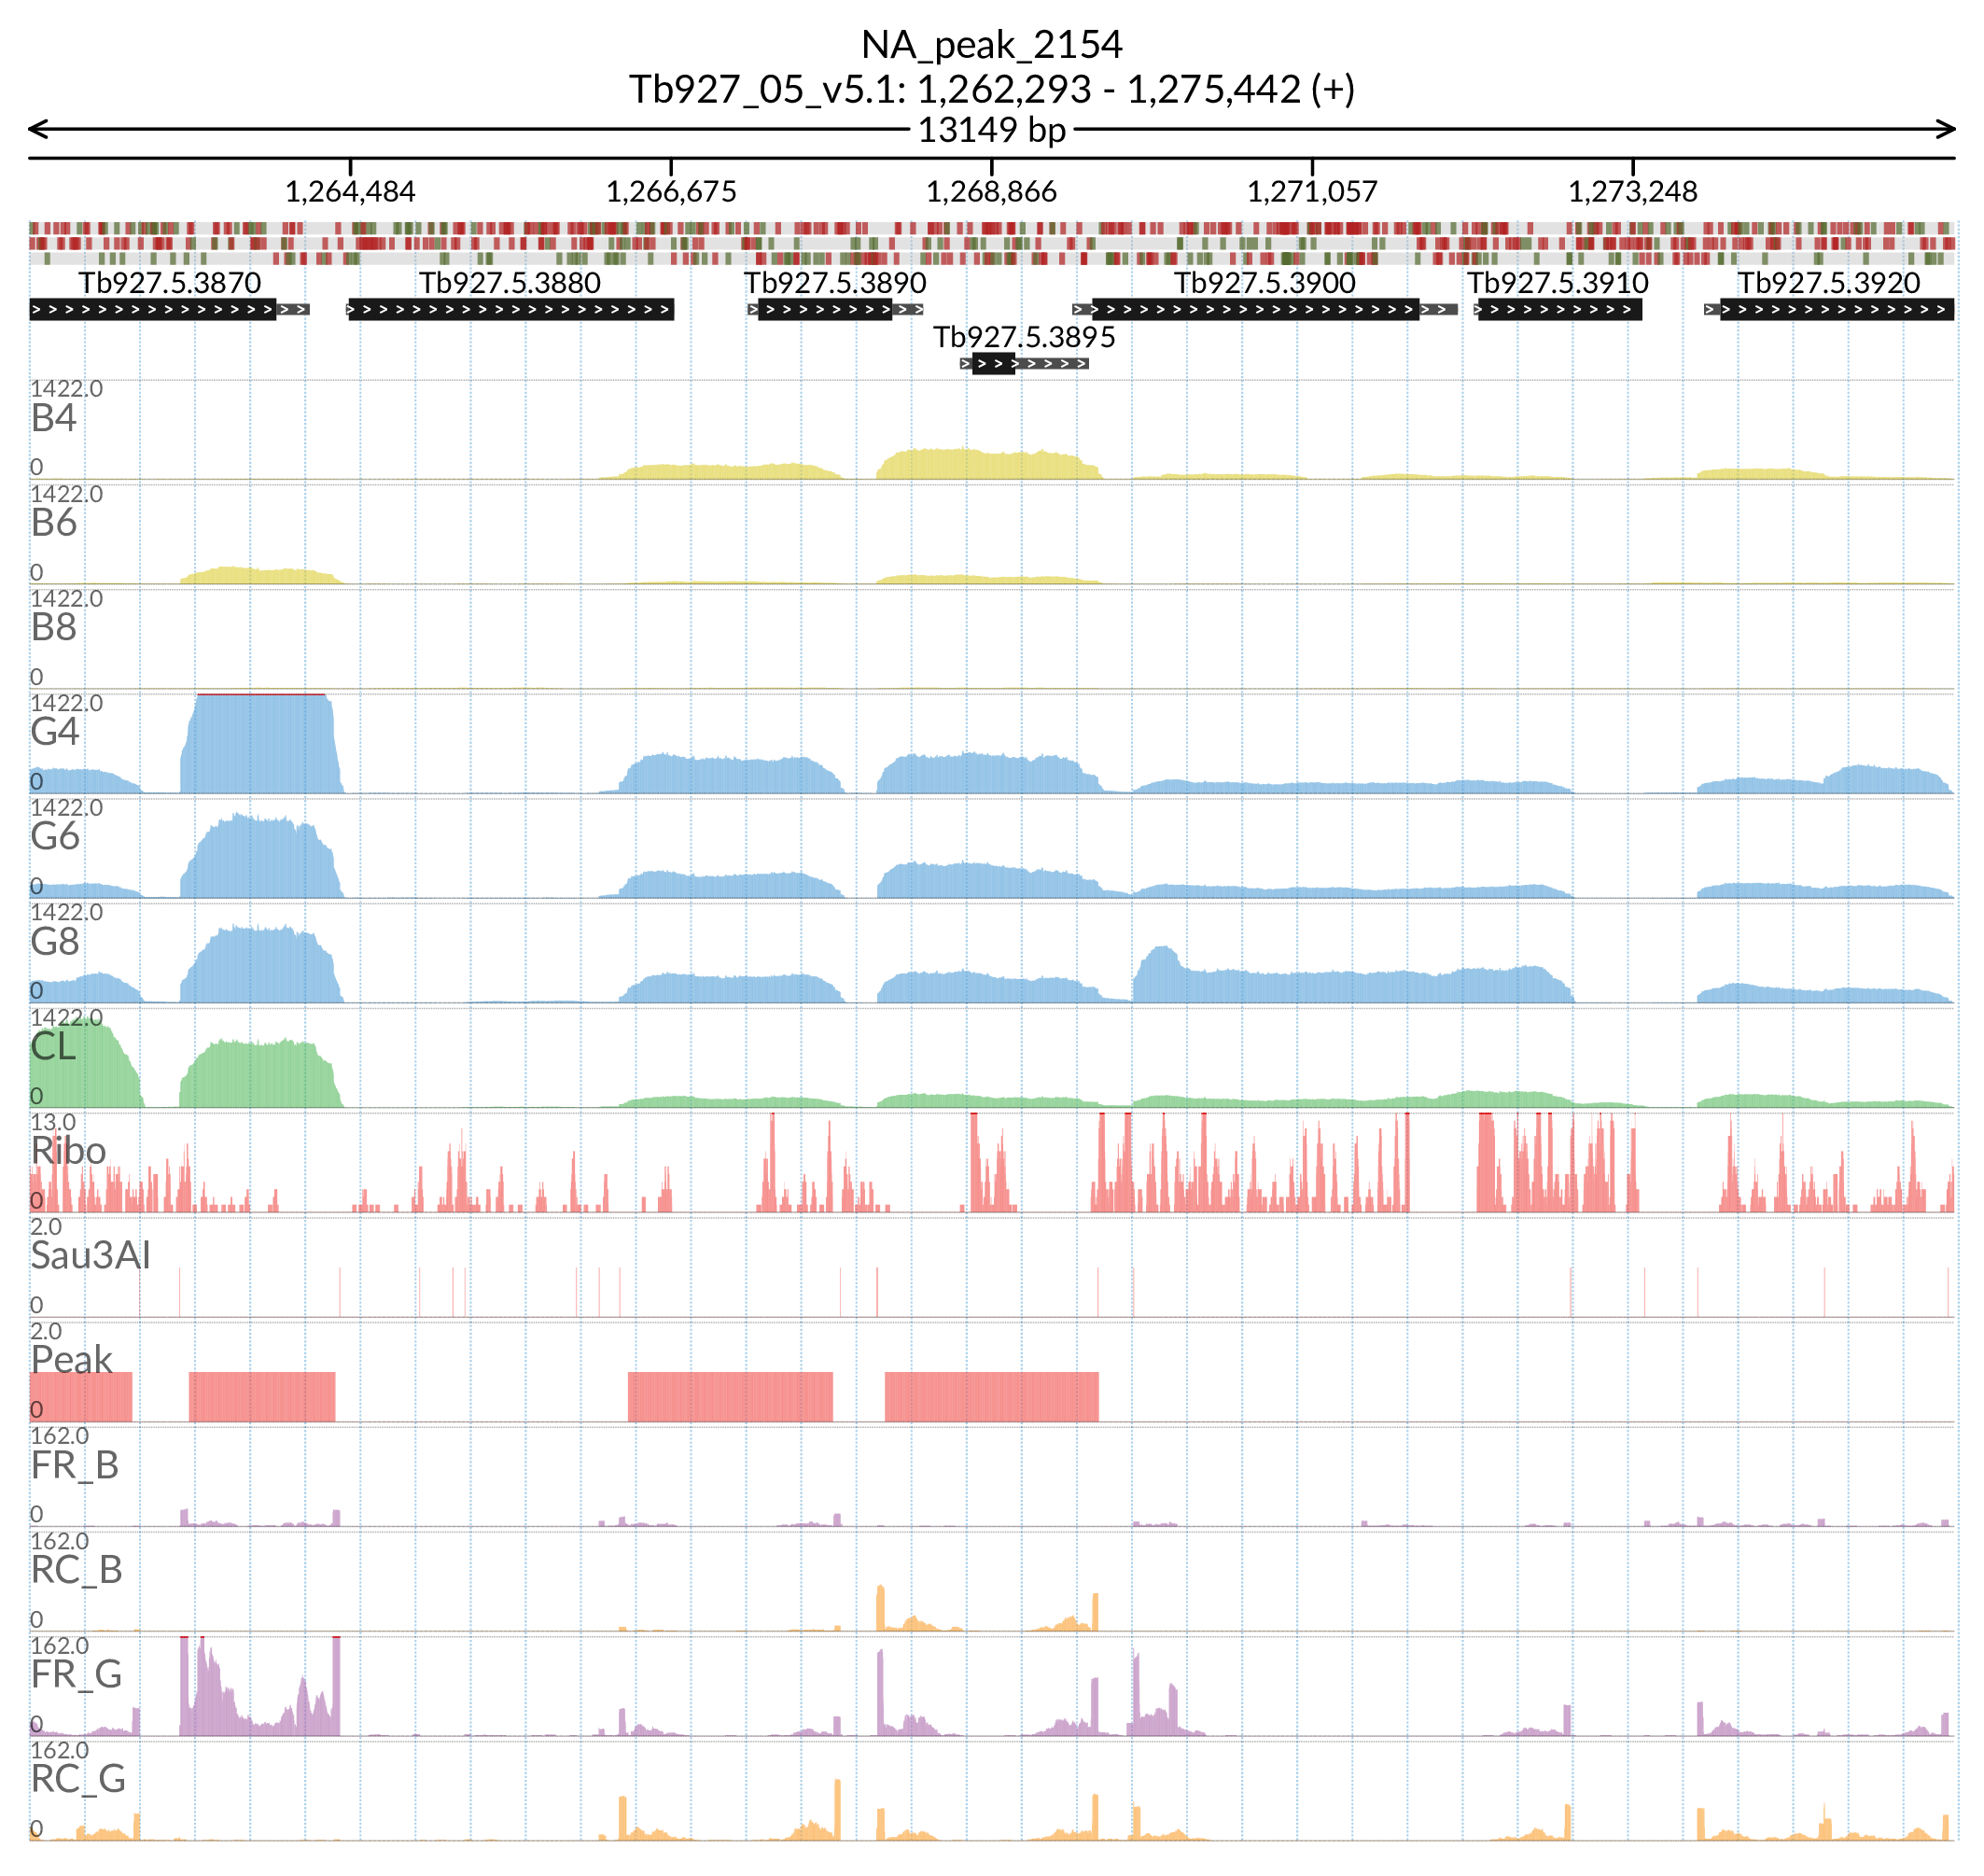 NA_peak_2154
Tb927_05_v5.1: 1,262,293 - 1,275,442 (+)
13149 bp
1,264,484 1,266,675 1,268,866 1,271,057 1,273,248
Tb927.5.3870 Tb927.5.3880 Tb927.5.3890 Tb927.5.3900 Tb927.5.3910 Tb927.5.3920
Tb927.5.3895
1422.0
B4
0
1422.0
B6
0
1422.0
B8
0
1422.0
G4
0
1422.0
G6
0
1422.0
G8
0
1422.0
CL
0
13.0
Ribo
0
2.0
Sau3AI
0
2.0
Peak
0
162.0
FR_B
0
162.0
RC_B
0
162.0
FR_G
0
162.0
RC_G
0